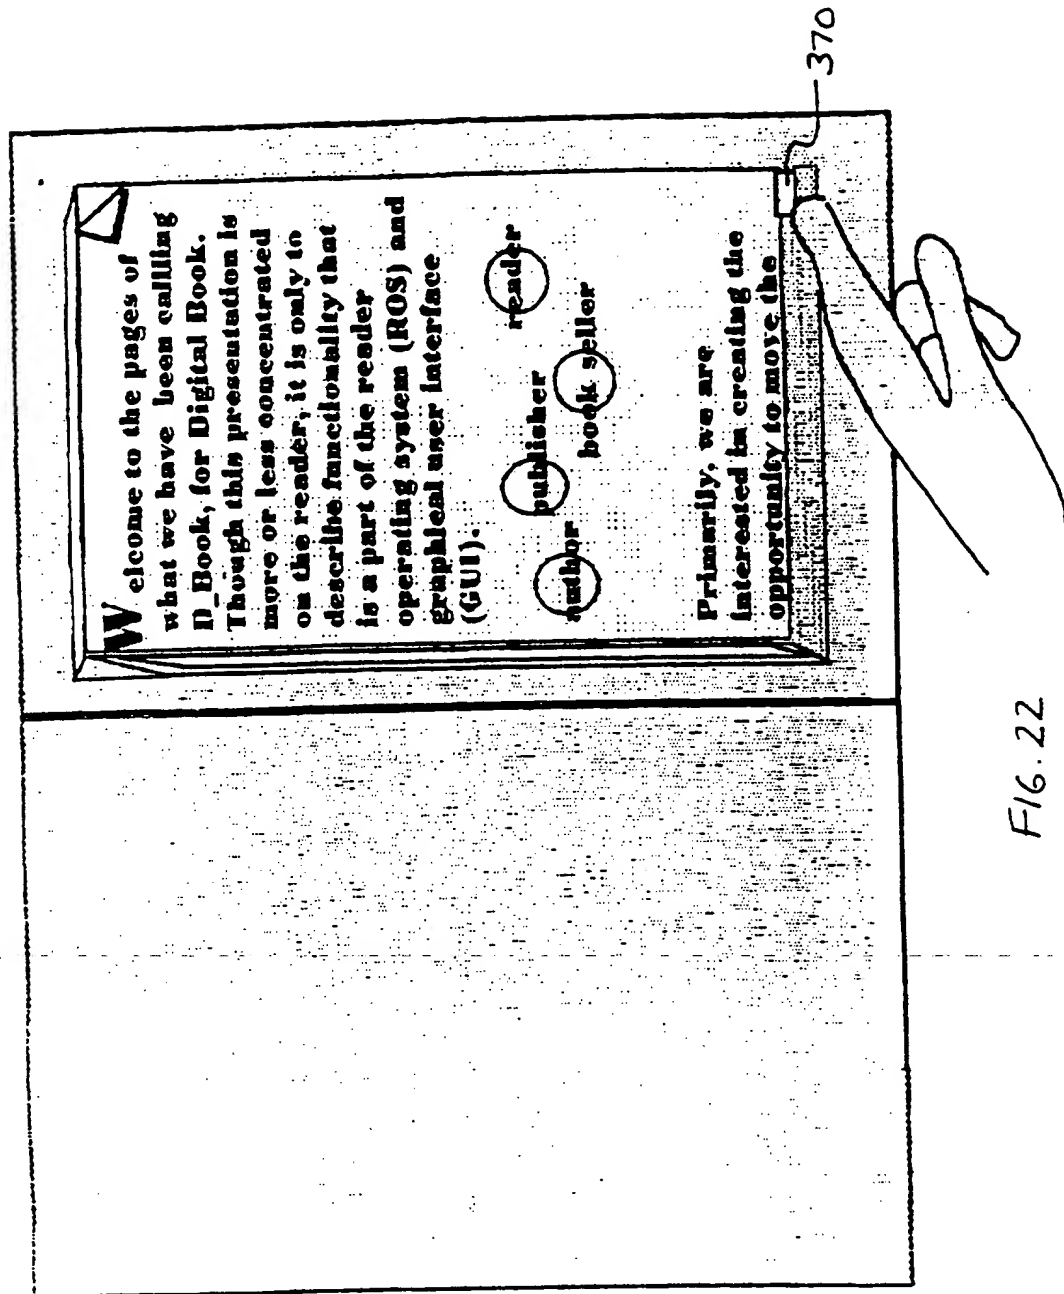 Welcome to the pages of
what we have been callling
D_Book, for Digital Book.
Though this presentation is
more or less concentrated
on the reader, it is only to
describe functionality that
is a part of the reader
operating system (ROS) and
graphical user interface
(GUI).
author
publisher
book seller
reader
Primarily, we are
interested in creating the
opportunity to move the
370
FIG. 22